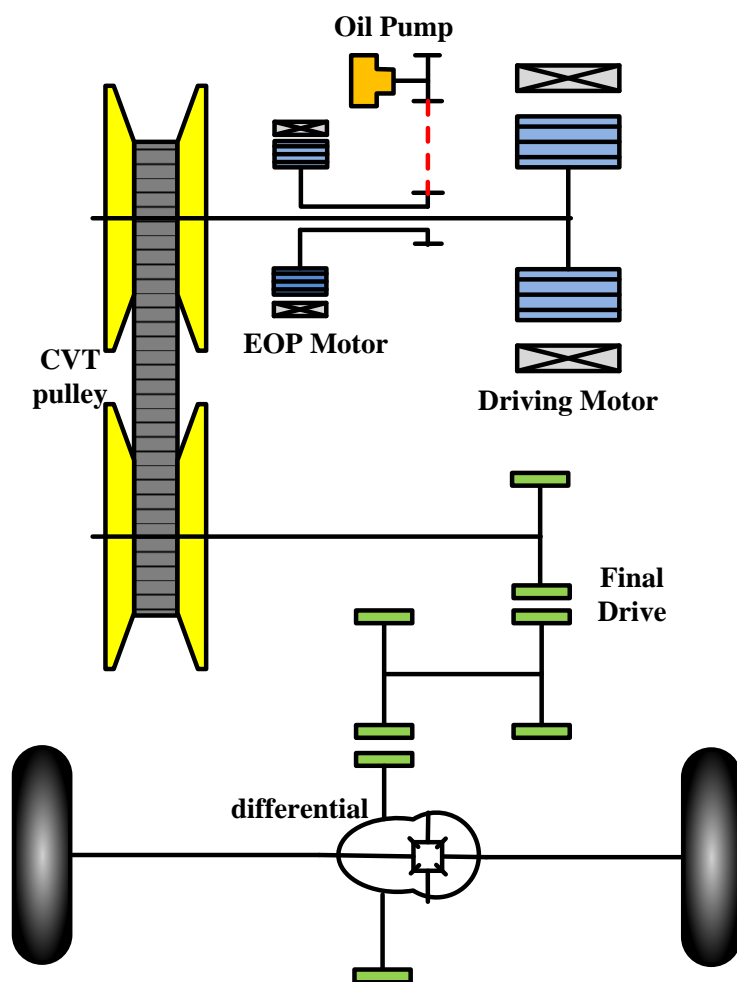 Oil Pump
EOP Motor
CVT
pulley
Driving Motor
Final
Drive
differential